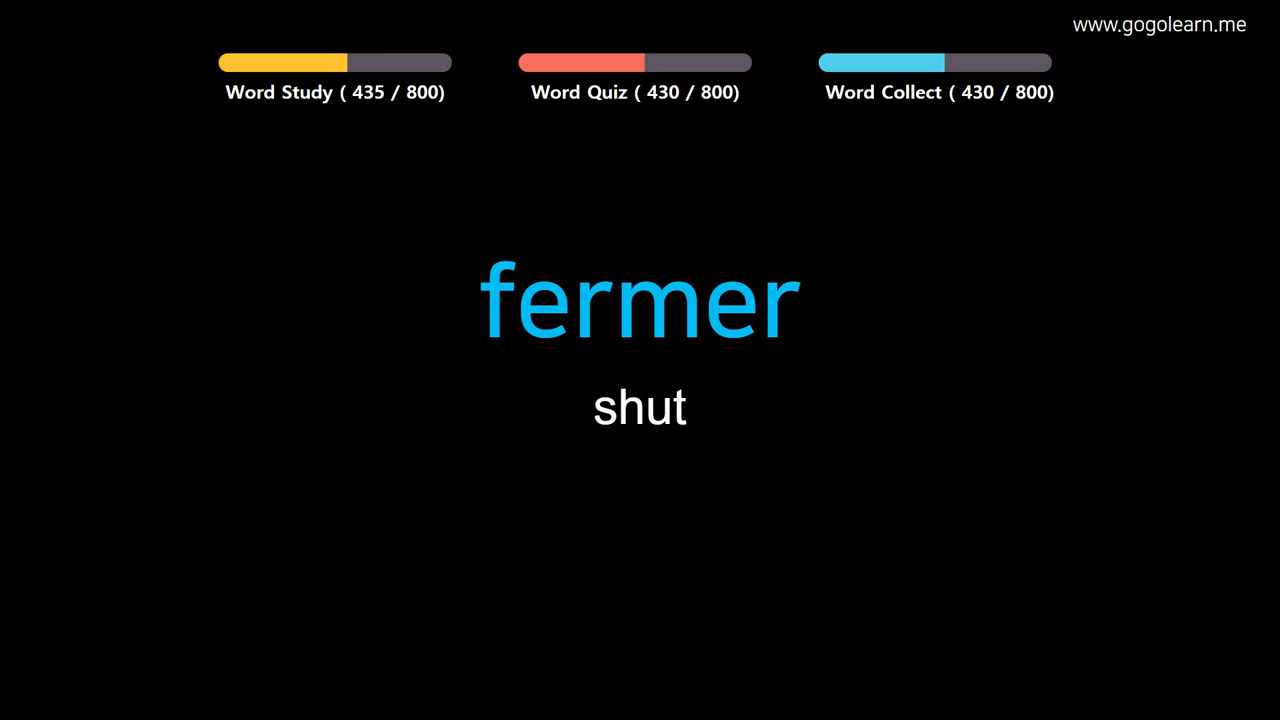 www.gogolearn.me
Word Study ( 435 / 800)
Word Quiz ( 430 / 800)
Word Collect ( 430 / 800)
fermer
shut